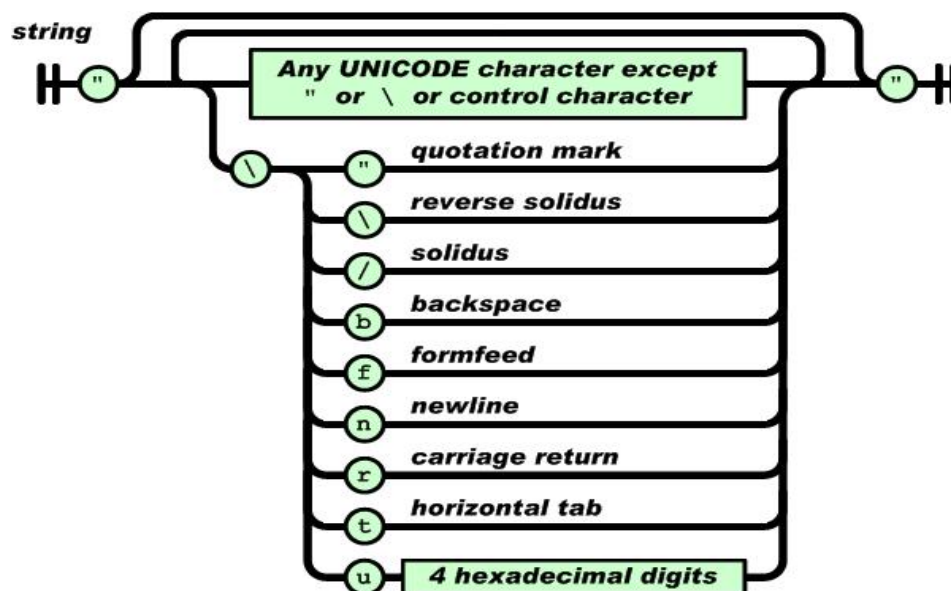 string
"
Any UNICODE character except
" or \ or control character
"
\
" quotation mark
\ reverse solidus
/ solidus
b backspace
f formfeed
n newline
r carriage return
t horizontal tab
u 4 hexadecimal digits